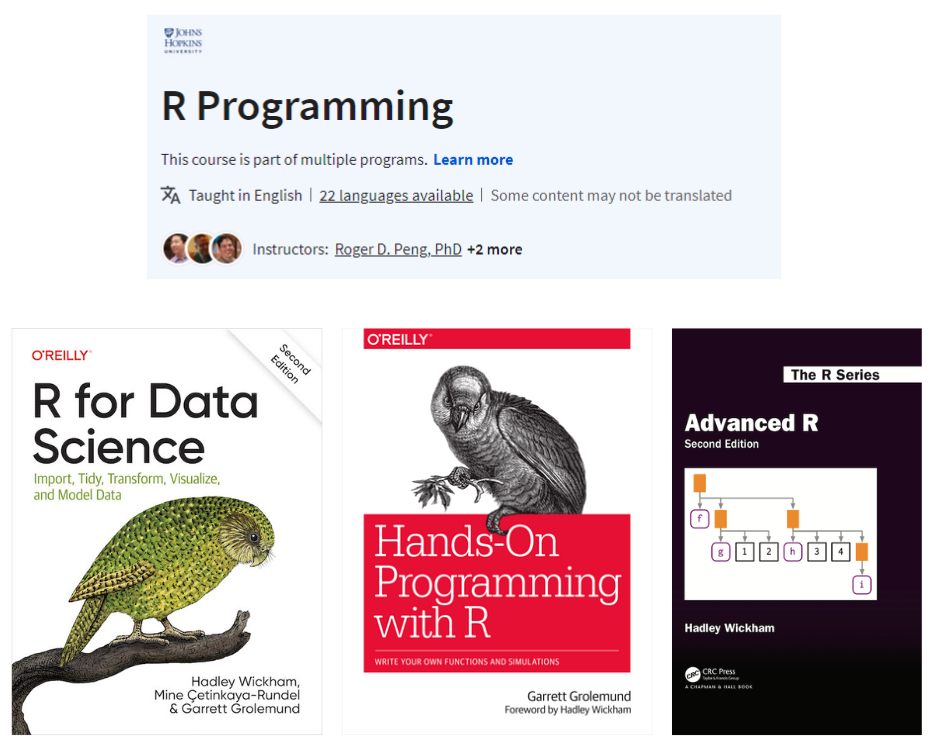 JOHNS
HOPKINS
UNIVERSITY
R Programming
This course is part of multiple programs. Learn more
Taught in English | 22 languages available | Some content may not be translated
Instructors: Roger D. Peng, PhD +2 more
O'REILLY®
Second
Edition
R for Data
Science
Import, Tidy, Transform, Visualize,
and Model Data
Hadley Wickham,
Mine Çetinkaya-Rundel
& Garrett Grolemund
O'REILLY®
Hands-On
Programming
with R
WRITE YOUR OWN FUNCTIONS AND SIMULATIONS
Garrett Grolemund
Foreword by Hadley Wickham
The R Series
Advanced R
Second Edition
f
g 1 2 h 3 4
i
Hadley Wickham
CRC CRC Press
Taylor & Francis Group
A CHAPMAN & HALL BOOK